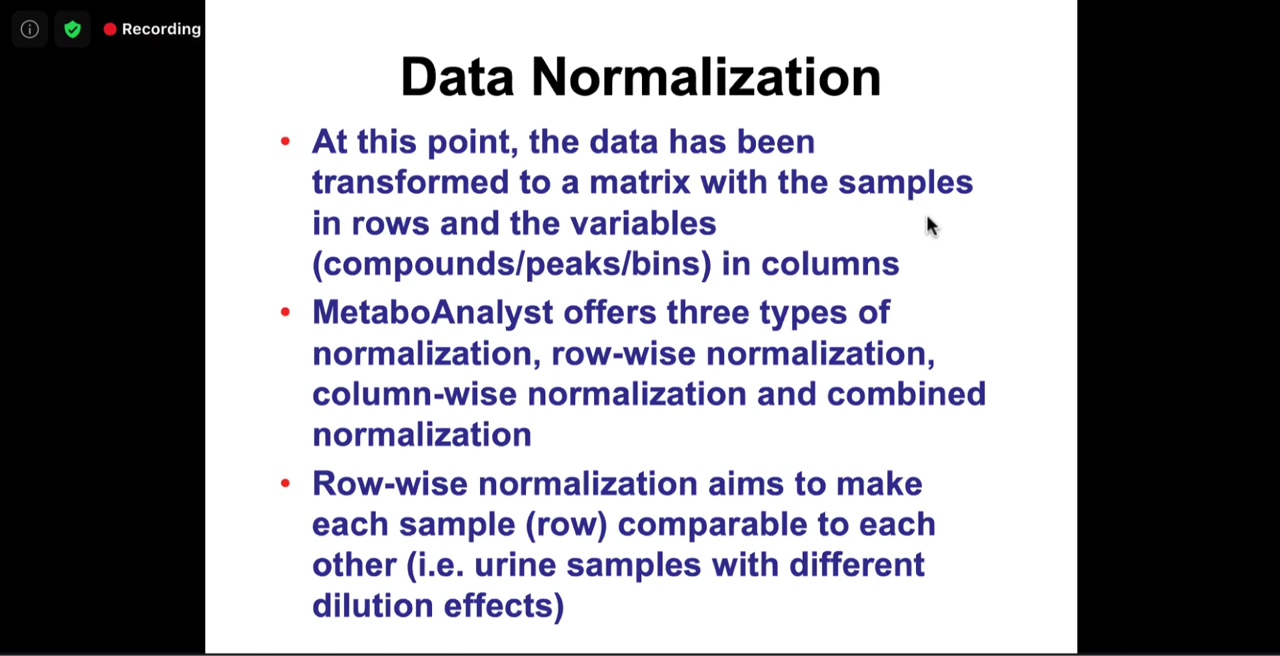 Recording
Data Normalization
• At this point, the data has been
transformed to a matrix with the samples
in rows and the variables
(compounds/peaks/bins) in columns
• MetaboAnalyst offers three types of
normalization, row-wise normalization,
column-wise normalization and combined
normalization
• Row-wise normalization aims to make
each sample (row) comparable to each
other (i.e. urine samples with different
dilution effects)